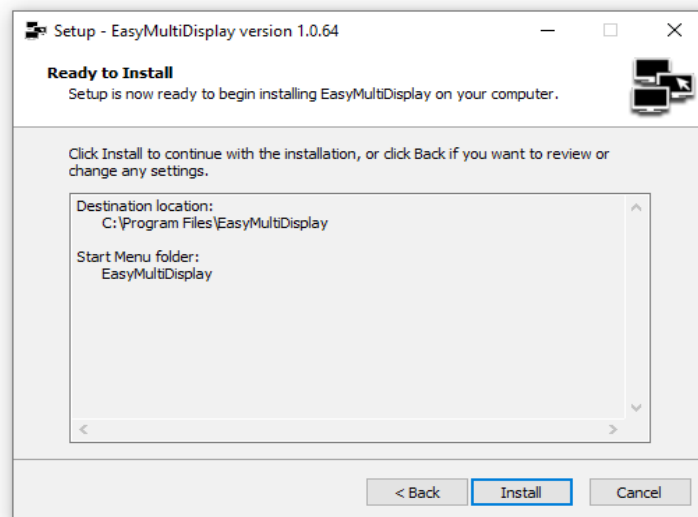 Setup - EasyMultiDisplay version 1.0.64
Ready to Install
Setup is now ready to begin installing EasyMultiDisplay on your computer.
Click Install to continue with the installation, or click Back if you want to review or
change any settings.
Destination location:
C:\Program Files\EasyMultiDisplay
Start Menu folder:
EasyMultiDisplay
< Back Install Cancel